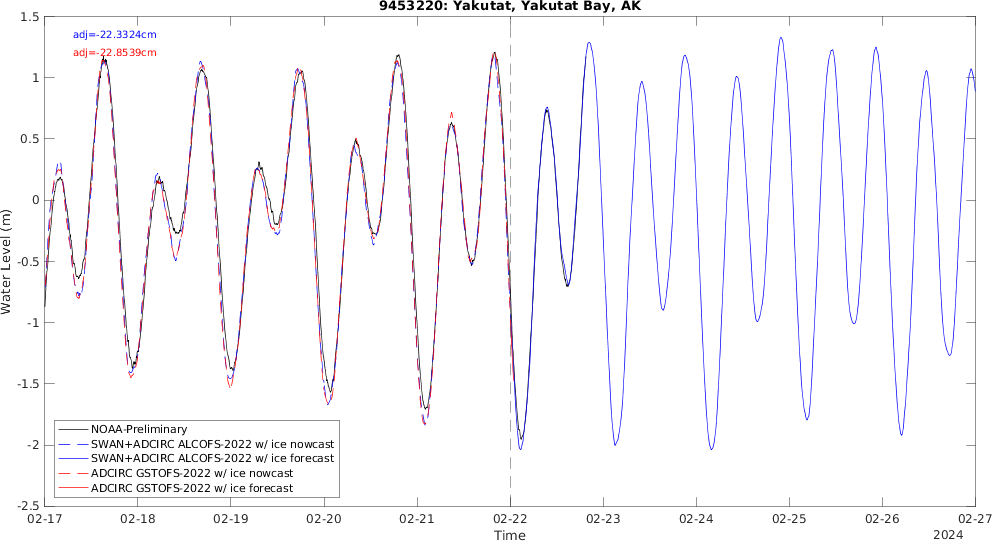 9453220: Yakutat, Yakutat Bay, AK
adj=-22.3324cm
adj=-22.8539cm
1.5
1
0.5
0
-0.5
-1
-1.5
-2
-2.5
Water Level (m)
NOAA-Preliminary
SWAN+ADCIRC ALCOFS-2022 w/ ice nowcast
SWAN+ADCIRC ALCOFS-2022 w/ ice forecast
ADCIRC GSTOFS-2022 w/ ice nowcast
ADCIRC GSTOFS-2022 w/ ice forecast
02-17 02-18 02-19 02-20 02-21 02-22 02-23 02-24 02-25 02-26 02-27
Time
2024